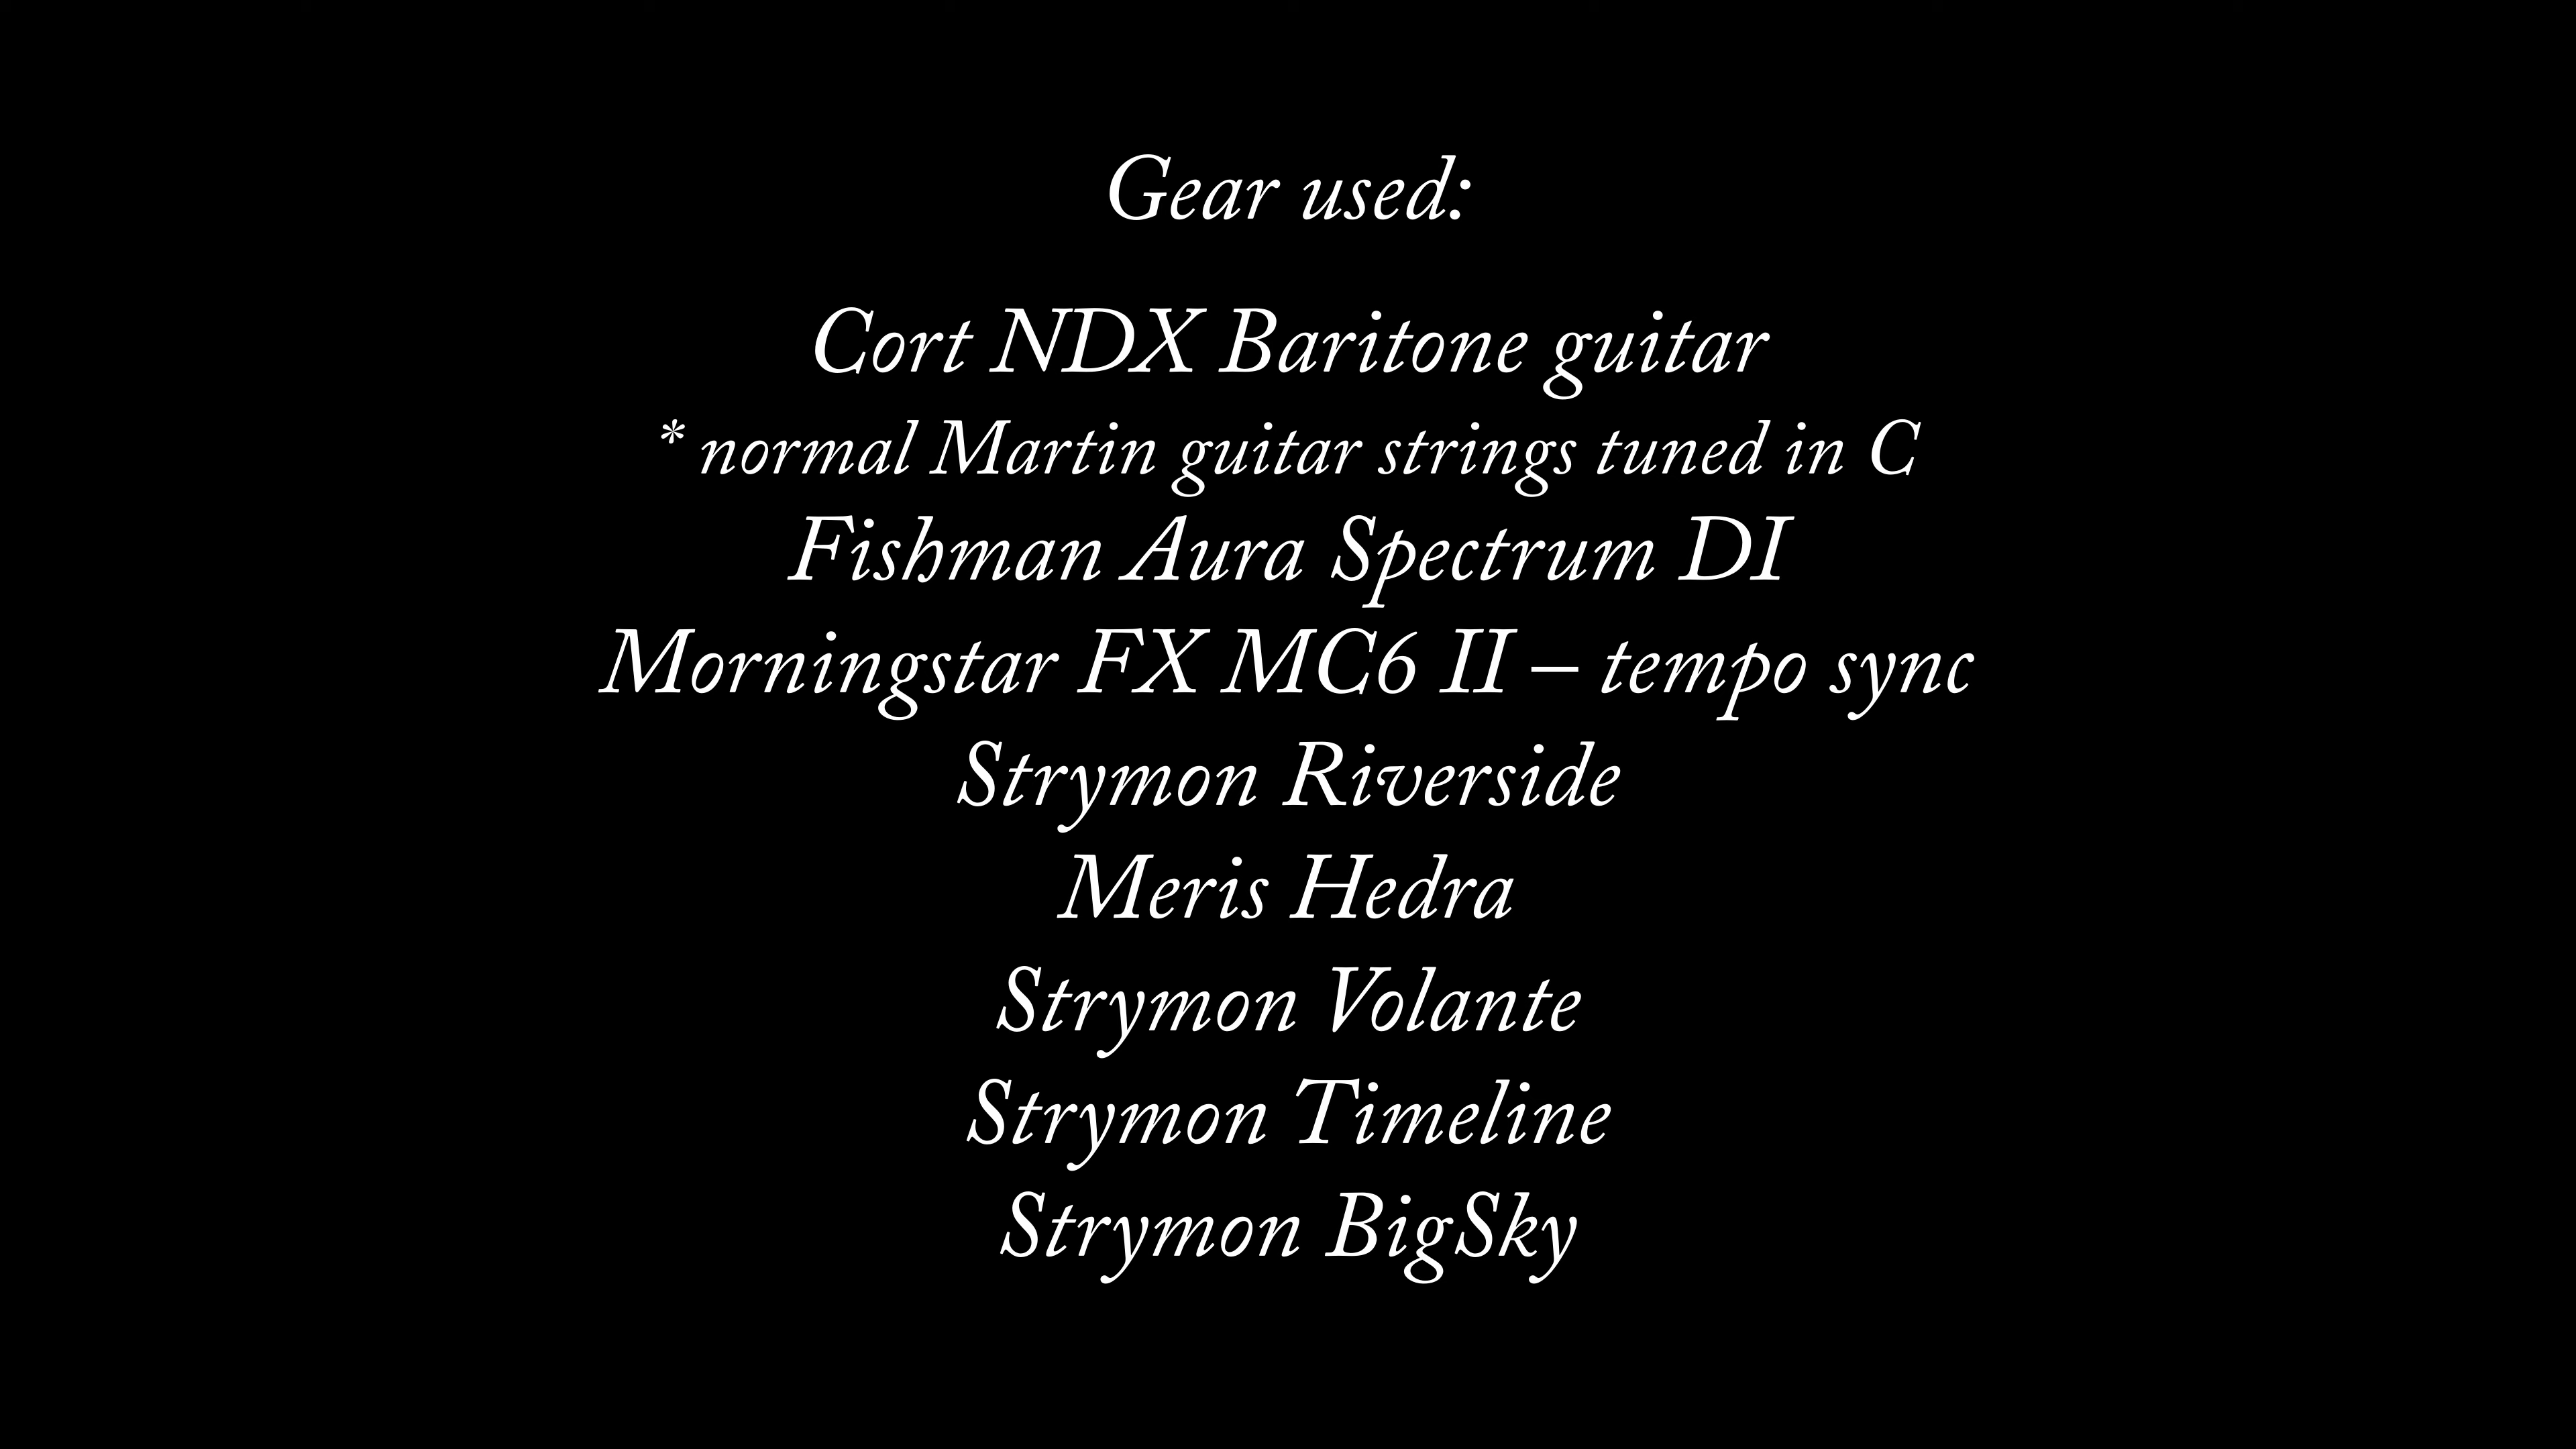 Gear used:
Cort NDX Baritone guitar
* normal Martin guitar strings tuned in C
Fishman Aura Spectrum DI
Morningstar FX MC6 II – tempo sync
Strymon Riverside
Meris Hedra
Strymon Volante
Strymon Timeline
Strymon BigSky